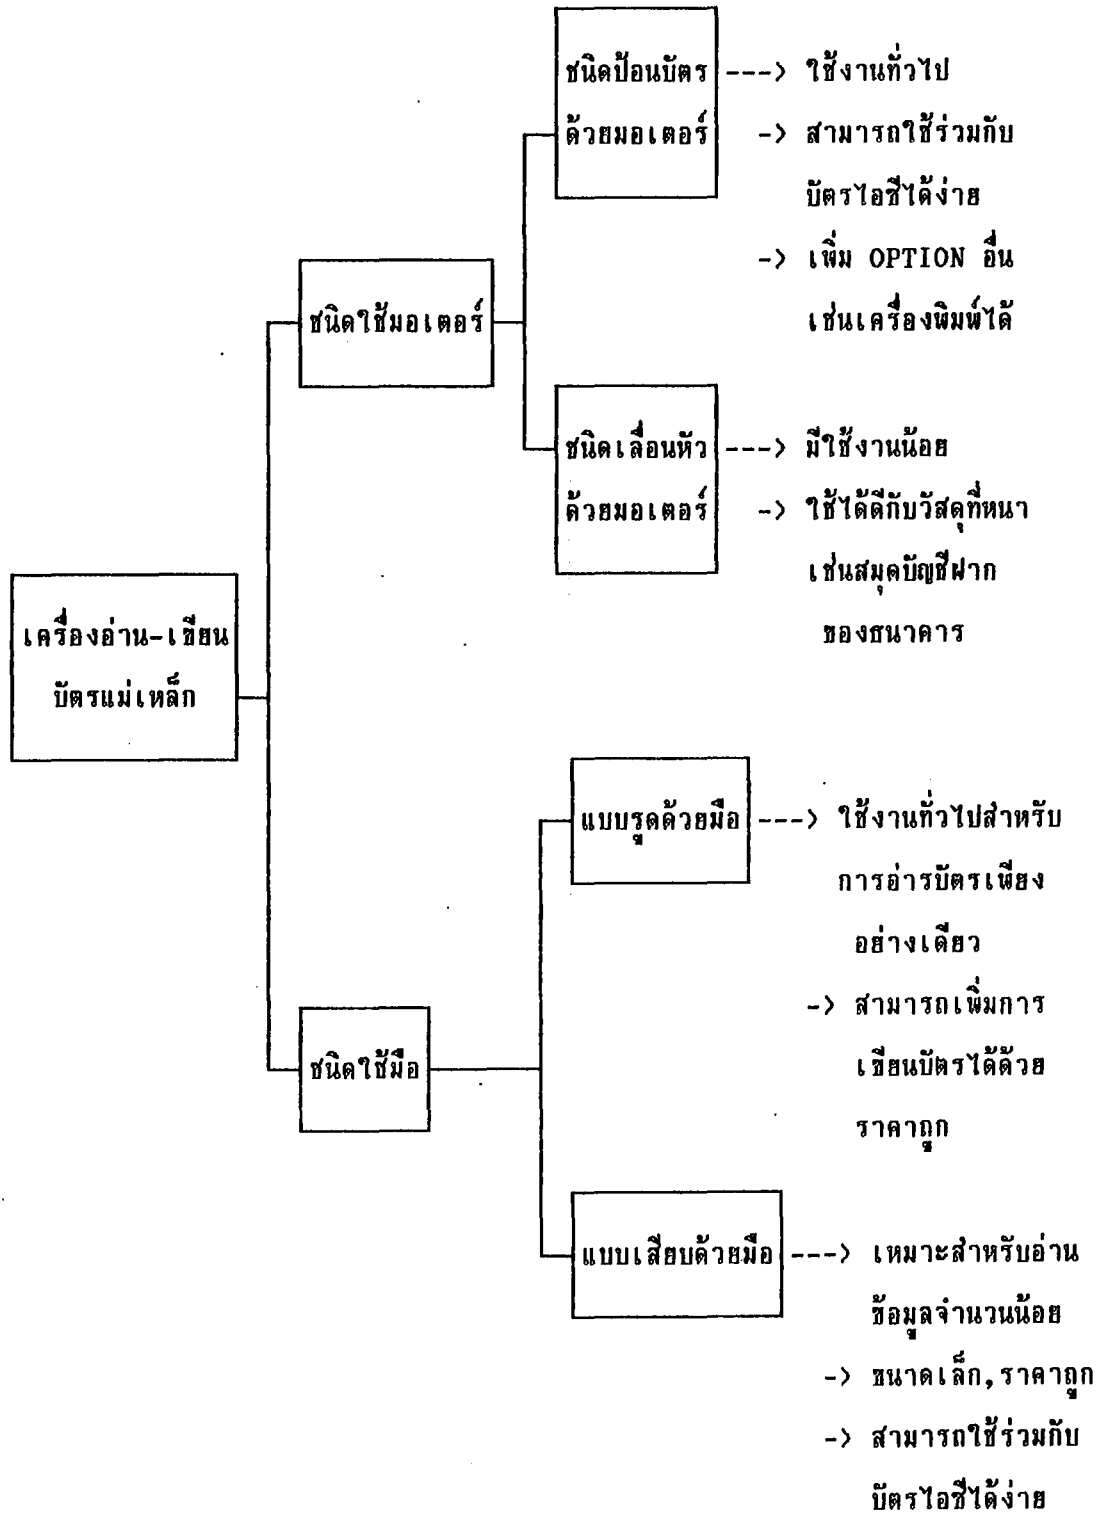 ชนิดป้อนบัตร ---> ใช้งานทั่วไป
ด้วยมอเตอร์ -> สามารถใช้ร่วมกับ
บัตรไอซีได้ง่าย
-> เพิ่ม OPTION อื่น
เช่นเครื่องพิมพ์ได้
ชนิดใช้มอเตอร์
ชนิดเลื่อนหัว ---> มีใช้งานน้อย
ด้วยมอเตอร์ -> ใช้ได้ดีกับวัสดุที่หนา
เช่นสมุดบัญชีฝาก
ของธนาคาร
เครื่องอ่าน-เขียน
บัตรแม่เหล็ก
แบบรูดด้วยมือ ---> ใช้งานทั่วไปสำหรับ
การอ่ารบัตรเพียง
อย่างเดียว
-> สามารถเพิ่มการ
เขียนบัตรได้ด้วย
ราคาถูก
ชนิดใช้มือ
แบบเสียบด้วยมือ ---> เหมาะสำหรับอ่าน
ข้อมูลจำนวนน้อย
-> ขนาดเล็ก,ราคาถูก
-> สามารถใช้ร่วมกับ
บัตรไอซีได้ง่าย